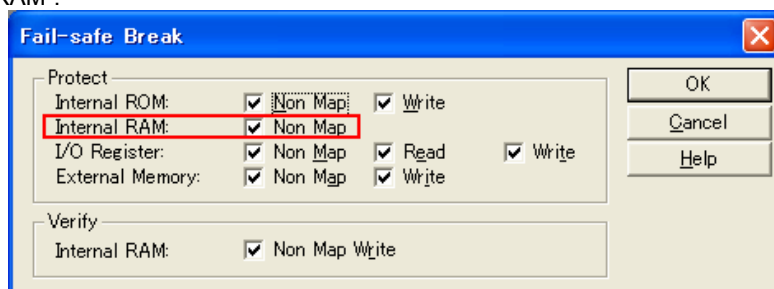 RAM".
Fail-safe Break
Protect
Internal ROM: Non Map Write
Internal RAM: Non Map
I/O Register: Non Map Read Write
External Memory: Non Map Write
OK
Cancel
Help
Verify
Internal RAM: Non Map Write